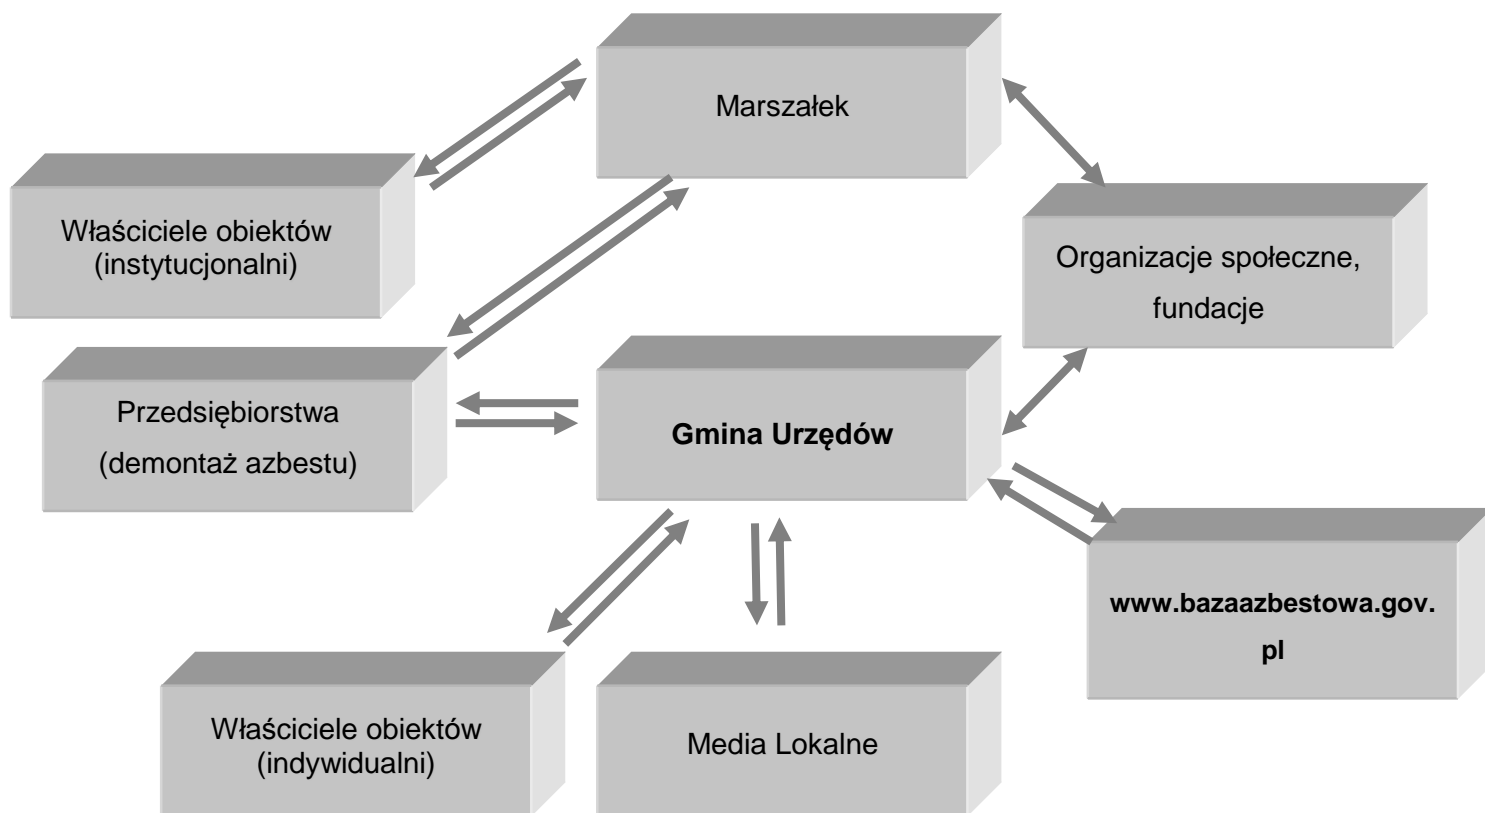 Marszałek
Właściciele obiektów
(instytucjonalni)
Organizacje społeczne,
fundacje
Przedsiębiorstwa
(demontaż azbestu)
Gmina Urzędów
www.bazaazbestowa.gov.
pl
Właściciele obiektów
(indywidualni)
Media Lokalne